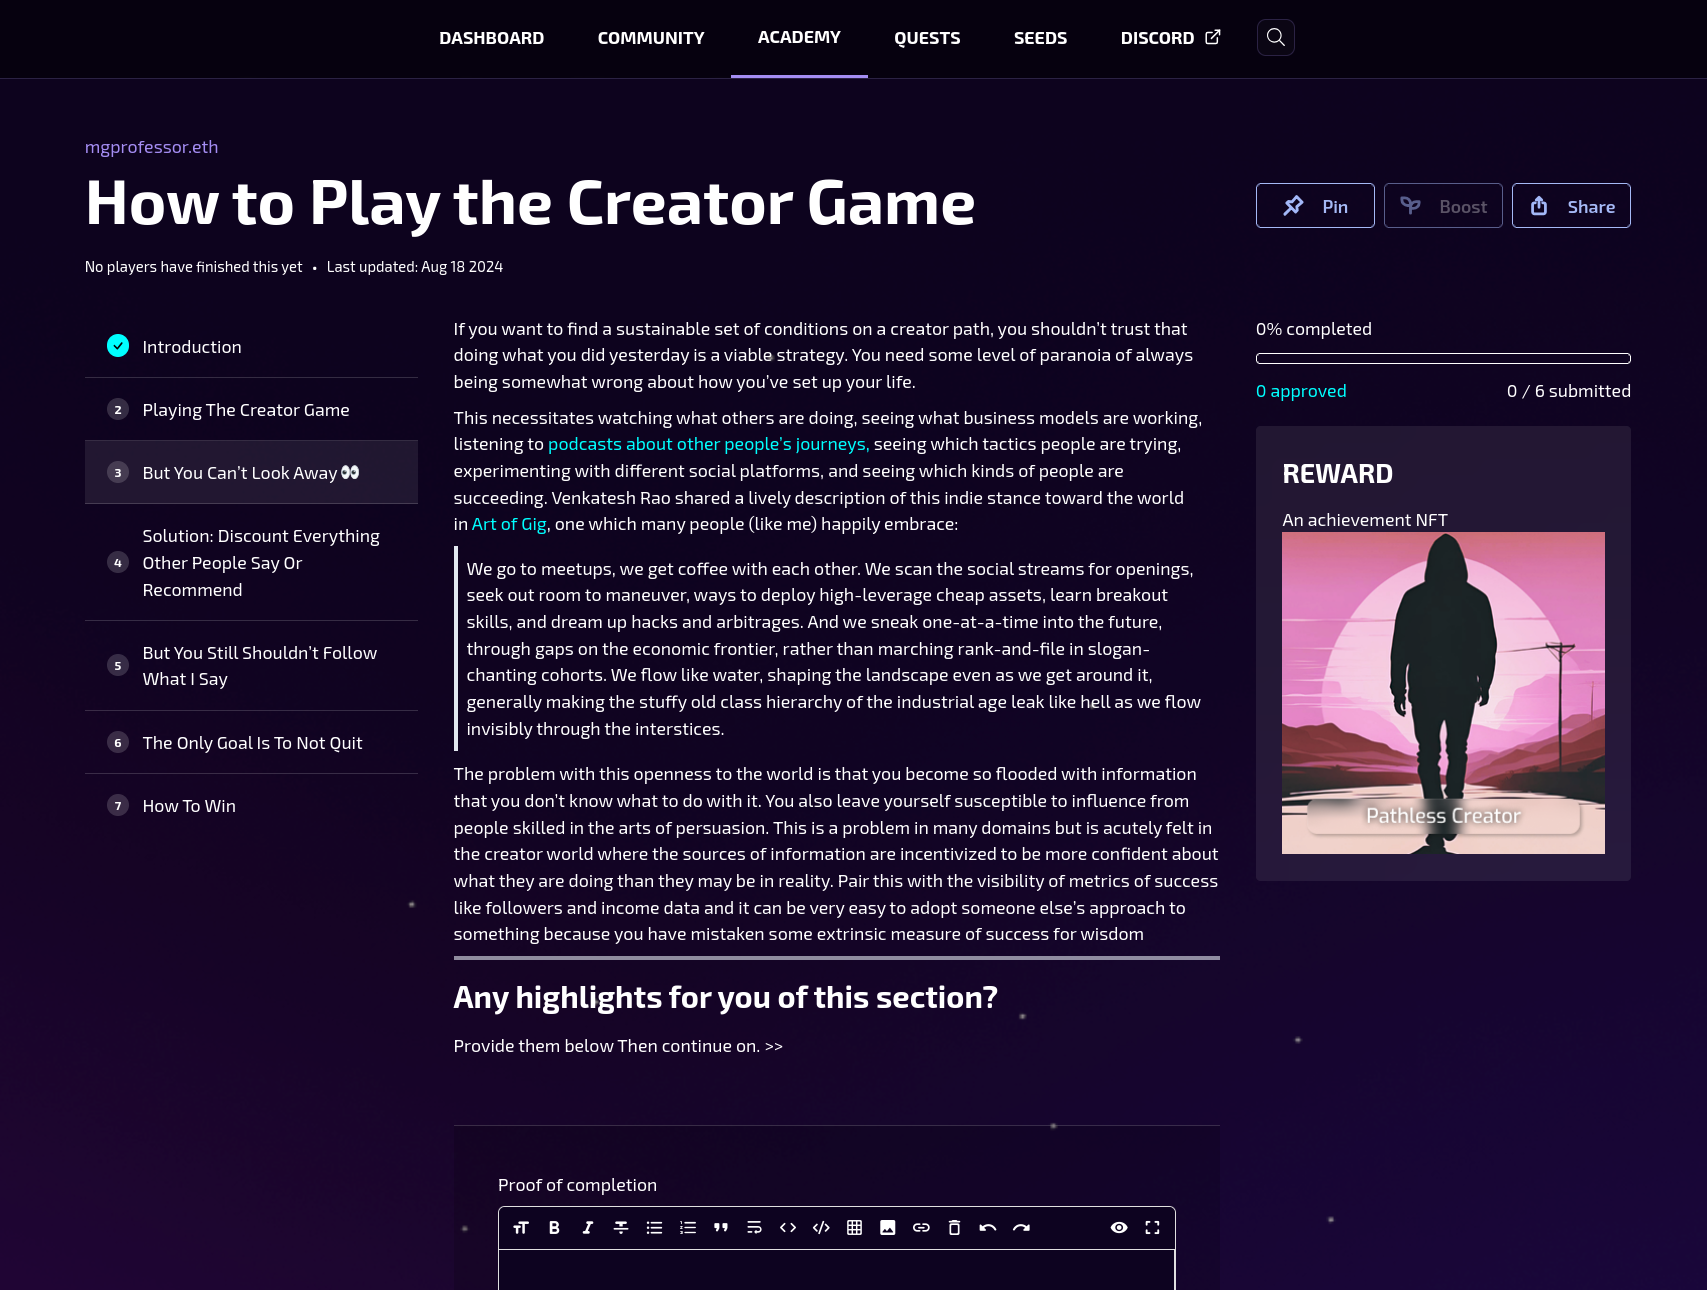 DASHBOARD COMMUNITY ACADEMY QUESTS SEEDS DISCORD
mgprofessor.eth
How to Play the Creator Game
Pin Boost Share
No players have finished this yet • Last updated: Aug 18 2024
Introduction
2 Playing The Creator Game
3 But You Can't Look Away 👀
4 Solution: Discount Everything
Other People Say Or
Recommend
5 But You Still Shouldn't Follow
What I Say
6 The Only Goal Is To Not Quit
7 How To Win
If you want to find a sustainable set of conditions on a creator path, you shouldn't trust that
doing what you did yesterday is a viable strategy. You need some level of paranoia of always
being somewhat wrong about how you've set up your life.
This necessitates watching what others are doing, seeing what business models are working,
listening to podcasts about other people's journeys, seeing which tactics people are trying,
experimenting with different social platforms, and seeing which kinds of people are
succeeding. Venkatesh Rao shared a lively description of this indie stance toward the world
in Art of Gig, one which many people (like me) happily embrace:
We go to meetups, we get coffee with each other. We scan the social streams for openings,
seek out room to maneuver, ways to deploy high-leverage cheap assets, learn breakout
skills, and dream up hacks and arbitrages. And we sneak one-at-a-time into the future,
through gaps on the economic frontier, rather than marching rank-and-file in slogan-
chanting cohorts. We flow like water, shaping the landscape even as we get around it,
generally making the stuffy old class hierarchy of the industrial age leak like hell as we flow
invisibly through the interstices.
The problem with this openness to the world is that you become so flooded with information
that you don't know what to do with it. You also leave yourself susceptible to influence from
people skilled in the arts of persuasion. This is a problem in many domains but is acutely felt in
the creator world where the sources of information are incentivized to be more confident about
what they are doing than they may be in reality. Pair this with the visibility of metrics of success
like followers and income data and it can be very easy to adopt someone else's approach to
something because you have mistaken some extrinsic measure of success for wisdom
Any highlights for you of this section?
Provide them below Then continue on. >>
Proof of completion
0% completed
0 approved 0 / 6 submitted
REWARD
An achievement NFT
Pathless Creator